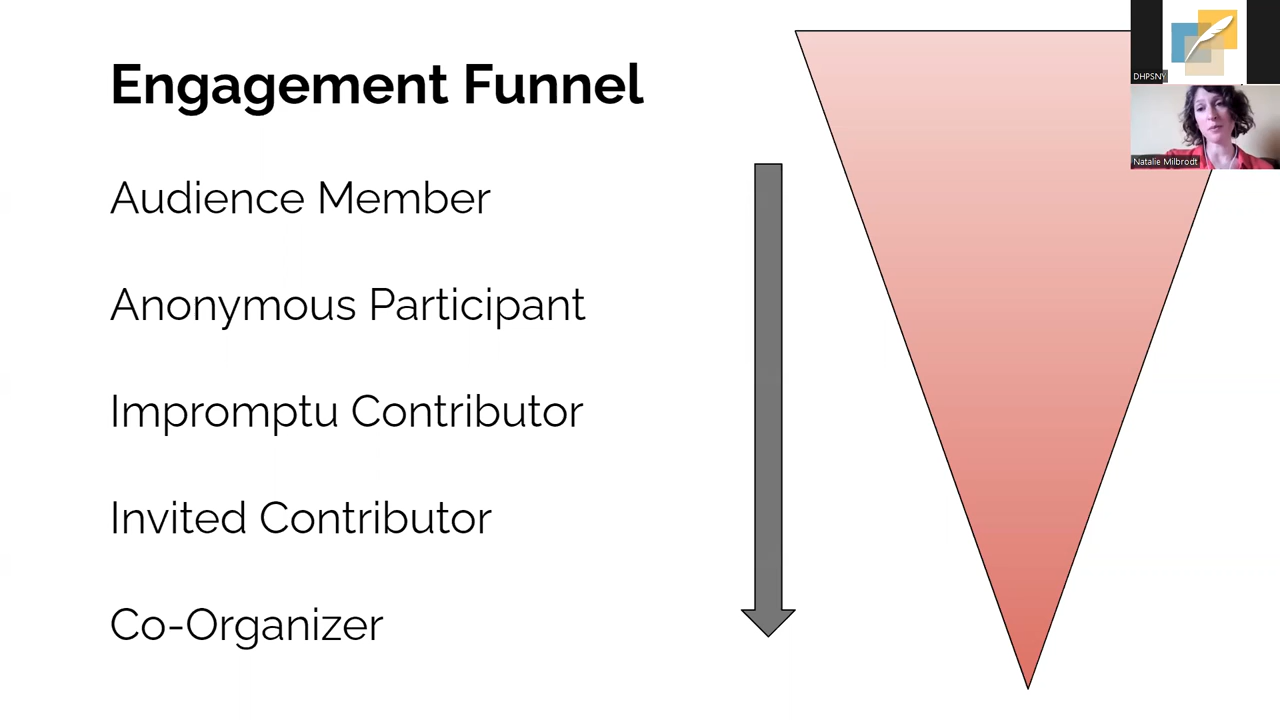 Engagement Funnel
Audience Member
Anonymous Participant
Impromptu Contributor
Invited Contributor
Co-Organizer
DHPSNY
Natalie Milbrodt